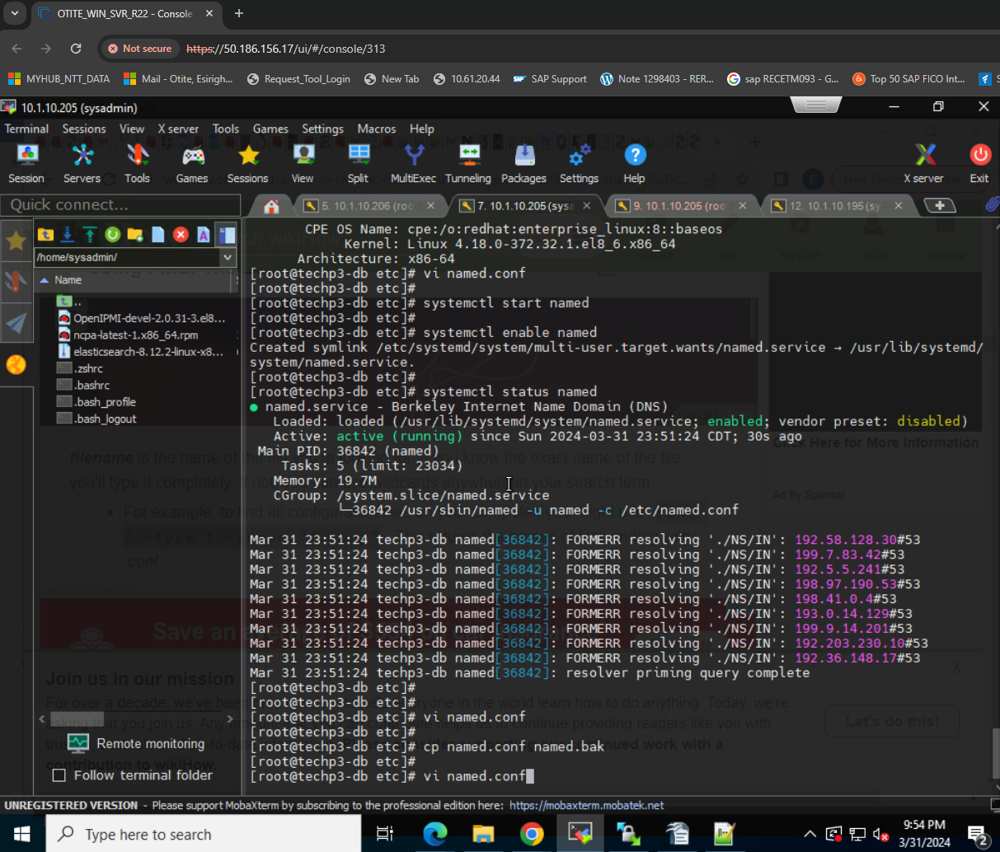 OTITE_WIN_SVR_R22 - Console
Not secure
https://50.186.156.17/ui/#/console/313
MYHUB_NTT_DATA
Mail - Otite, Esirigh...
Request_Tool_Login
New Tab
10.61.20.44
SAP Support
Note 1298403 - RER...
sap RECETM093 - G...
Top 50 SAP FICO Int...
10.1.10.205 (sysadmin)
Terminal Sessions View X server Tools Games Settings Macros Help
Session Servers Tools Games Sessions View Split MultiExec Tunneling Packages Settings Help X server Exit
Quick connect...
5. 10.1.10.206 (roo
7. 10.1.10.205 (sysa
9. 10.1.10.205 (roo
12. 10.1.10.195 (sy
/home/sysadmin/
Name
..
OpenIPMI-devel-2.0.31-3.el8...
ncpa-latest-1.x86_64.rpm
elasticsearch-8.12.2-linux-x8...
.zshrc
.bashrc
.bash_profile
.bash_logout
CPE OS Name: cpe:/o:redhat:enterprise_linux:8::baseos
Kernel: Linux 4.18.0-372.32.1.el8_6.x86_64
Architecture: x86-64
[root@techp3-db etc]# vi named.conf
[root@techp3-db etc]#
[root@techp3-db etc]# systemctl start named
[root@techp3-db etc]#
[root@techp3-db etc]# systemctl enable named
Created symlink /etc/systemd/system/multi-user.target.wants/named.service → /usr/lib/systemd/
system/named.service.
[root@techp3-db etc]#
[root@techp3-db etc]# systemctl status named
● named.service - Berkeley Internet Name Domain (DNS)
Loaded: loaded (/usr/lib/systemd/system/named.service; enabled; vendor preset: disabled)
Active: active (running) since Sun 2024-03-31 23:51:24 CDT; 30s ago
Main PID: 36842 (named)
Tasks: 5 (limit: 23034)
Memory: 19.7M
CGroup: /system.slice/named.service
└─36842 /usr/sbin/named -u named -c /etc/named.conf
Mar 31 23:51:24 techp3-db named[36842]: FORMERR resolving './NS/IN': 192.58.128.30#53
Mar 31 23:51:24 techp3-db named[36842]: FORMERR resolving './NS/IN': 199.7.83.42#53
Mar 31 23:51:24 techp3-db named[36842]: FORMERR resolving './NS/IN': 192.5.5.241#53
Mar 31 23:51:24 techp3-db named[36842]: FORMERR resolving './NS/IN': 198.97.190.53#53
Mar 31 23:51:24 techp3-db named[36842]: FORMERR resolving './NS/IN': 198.41.0.4#53
Mar 31 23:51:24 techp3-db named[36842]: FORMERR resolving './NS/IN': 193.0.14.129#53
Mar 31 23:51:24 techp3-db named[36842]: FORMERR resolving './NS/IN': 199.9.14.201#53
Mar 31 23:51:24 techp3-db named[36842]: FORMERR resolving './NS/IN': 192.203.230.10#53
Mar 31 23:51:24 techp3-db named[36842]: FORMERR resolving './NS/IN': 192.36.148.17#53
Mar 31 23:51:24 techp3-db named[36842]: resolver priming query complete
[root@techp3-db etc]#
[root@techp3-db etc]#
[root@techp3-db etc]# vi named.conf
[root@techp3-db etc]#
[root@techp3-db etc]# cp named.conf named.bak
[root@techp3-db etc]#
[root@techp3-db etc]# vi named.conf
Click Here for More Information
Ad By Sponsor
Join us in our mission
Let's do this!
Remote monitoring
Follow terminal folder
UNREGISTERED VERSION - Please support MobaXterm by subscribing to the professional edition here: https://mobaxterm.mobatek.net
Type here to search
9:54 PM
3/31/2024
2